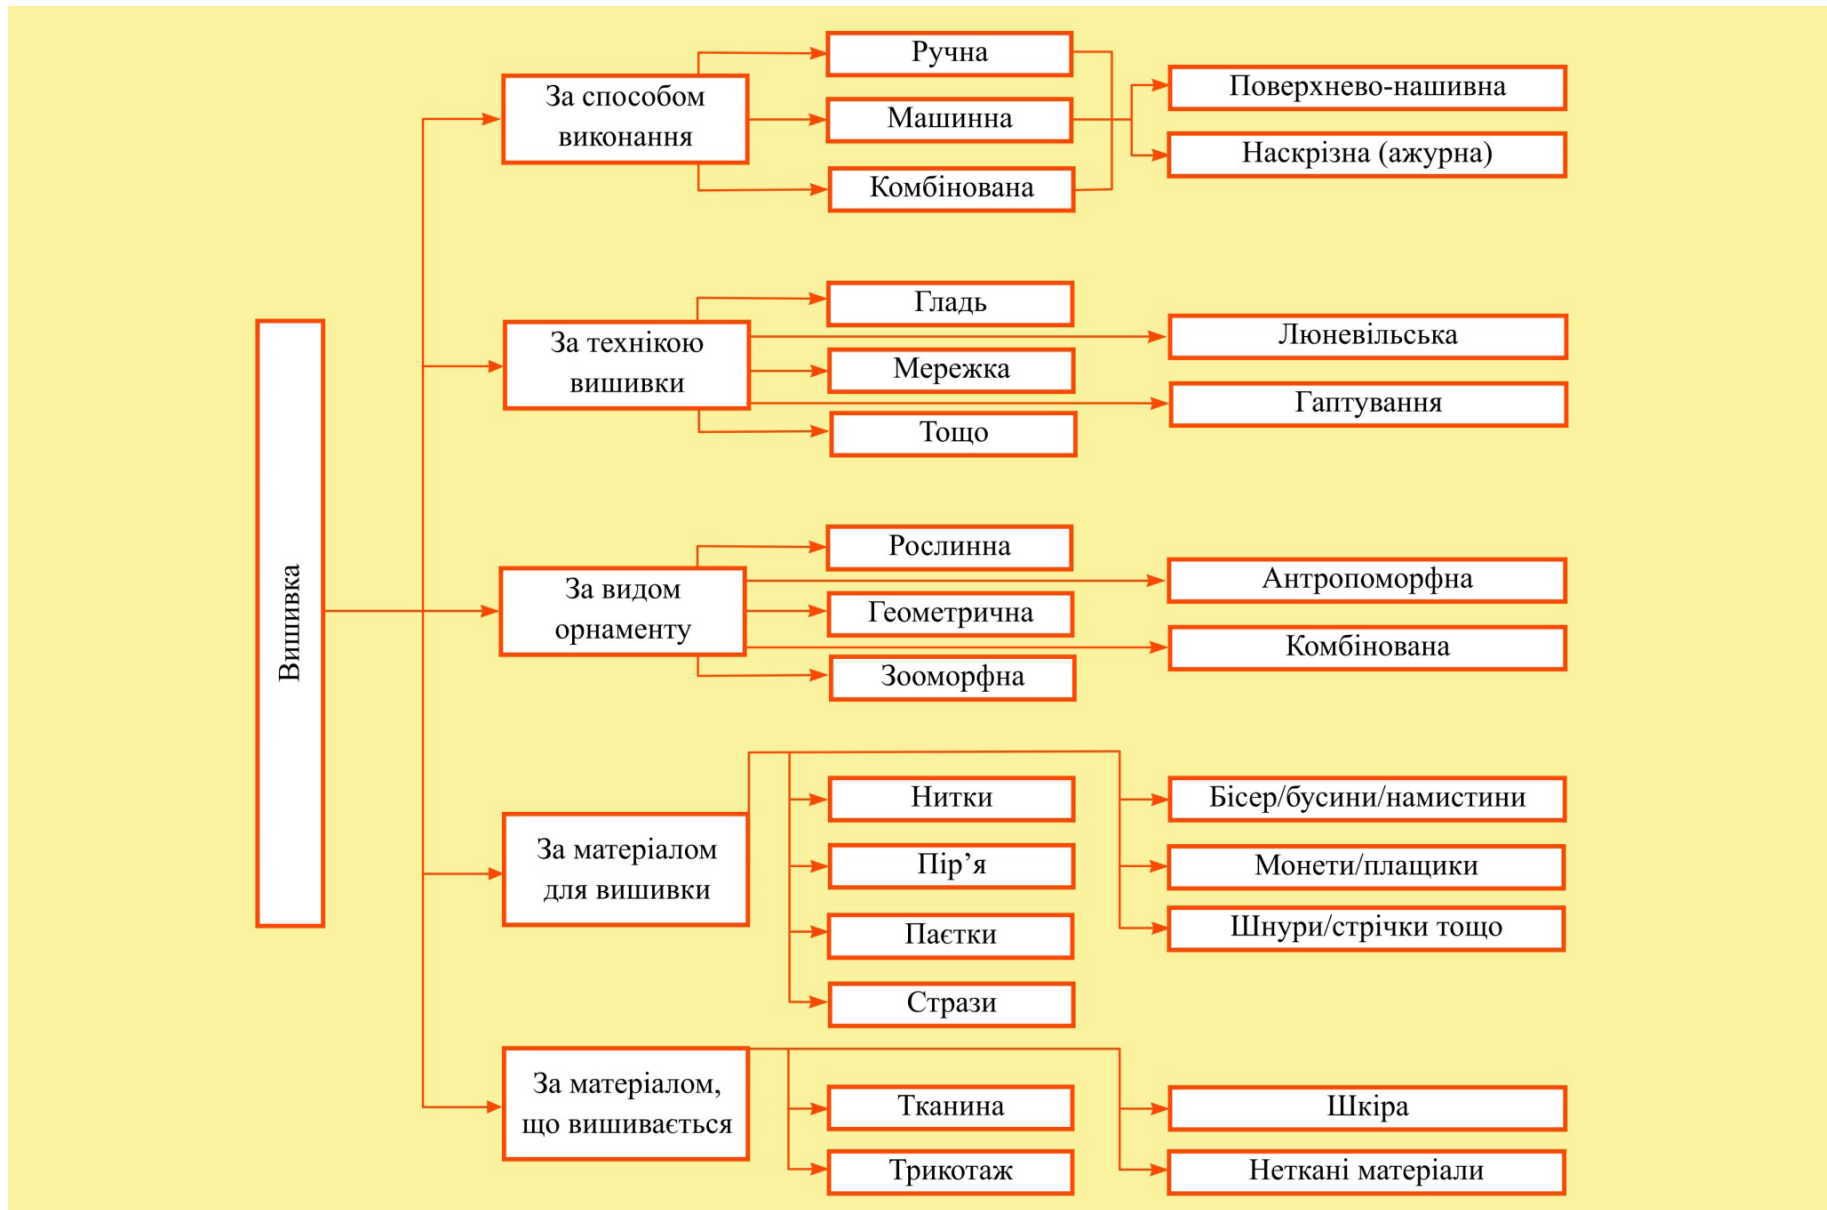 Вишивка
За способом
виконання
Ручна
Машинна
Комбінована
Поверхнево-нашивна
Наскрізна (ажурна)
За технікою
вишивки
Гладь
Люневільська
Мережка
Гаптування
Тощо
За видом
орнаменту
Рослинна
Антропоморфна
Геометрична
Комбінована
Зооморфна
За матеріалом
для вишивки
Нитки
Пір’я
Паєтки
Стрази
Бісер/бусини/намистини
Монети/плащики
Шнури/стрічки тощо
За матеріалом,
що вишивається
Тканина
Трикотаж
Шкіра
Неткані матеріали